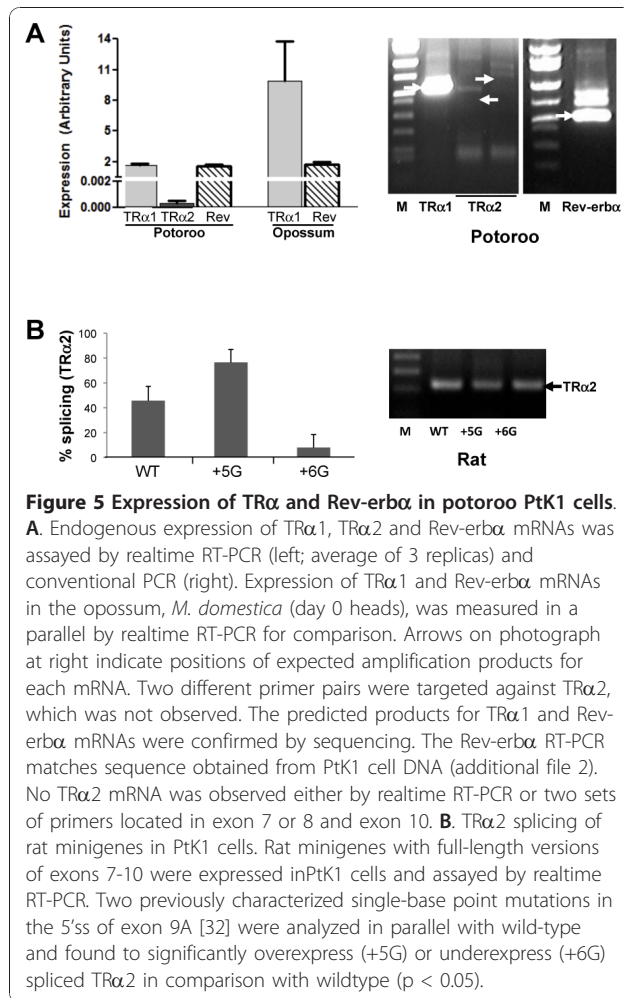 A
Expression (Arbitrary Units)
14
11
8
5
2
0.002
0.000
TRα1 TRα2 Rev TRα1 Rev
Potoroo Opossum
M TRα1 TRα2 M Rev-erbα
Potoroo
B
% splicing (TRα2)
100
80
60
40
20
0
WT +5G +6G
TRα2
M WT +5G +6G
Rat
Figure 5 Expression of TRα and Rev-erbα in potoroo PtK1 cells.
A. Endogenous expression of TRα1, TRα2 and Rev-erbα mRNAs was
assayed by realtime RT-PCR (left; average of 3 replicas) and
conventional PCR (right). Expression of TRα1 and Rev-erbα mRNAs
in the opossum, M. domestica (day 0 heads), was measured in a
parallel by realtime RT-PCR for comparison. Arrows on photograph
at right indicate positions of expected amplification products for
each mRNA. Two different primer pairs were targeted against TRα2,
which was not observed. The predicted products for TRα1 and Rev-
erbα mRNAs were confirmed by sequencing. The Rev-erbα RT-PCR
matches sequence obtained from PtK1 cell DNA (additional file 2).
No TRα2 mRNA was observed either by realtime RT-PCR or two sets
of primers located in exon 7 or 8 and exon 10. B. TRα2 splicing of
rat minigenes in PtK1 cells. Rat minigenes with full-length versions
of exons 7-10 were expressed inPtK1 cells and assayed by realtime
RT-PCR. Two previously characterized single-base point mutations in
the 5'ss of exon 9A [32] were analyzed in parallel with wild-type
and found to significantly overexpress (+5G) or underexpress (+6G)
spliced TRα2 in comparison with wildtype (p < 0.05).